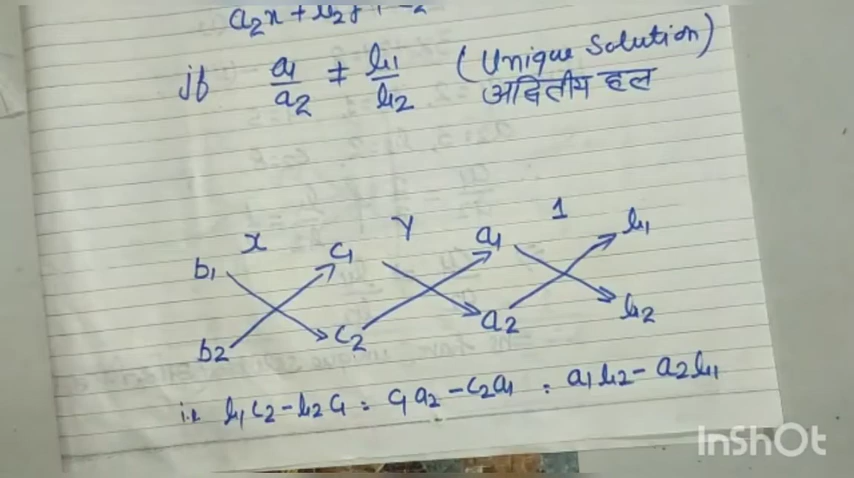 a2x + b2y +
if a1/a2 ≠ b1/b2 (Unique Solution)
अद्वितीय हल
x y 1
b1 c1 a1 b1
b2 c2 a2 b2
i.e b1c2 - b2c1 = c1a2 - c2a1 = a1b2 - a2b1
InShOt